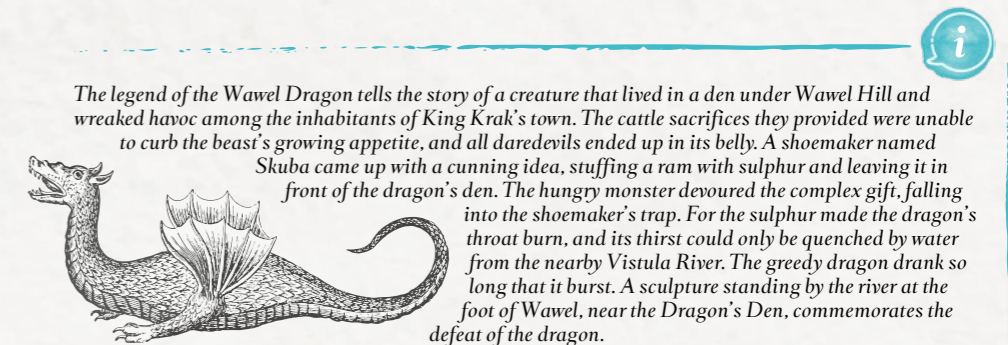 i
The legend of the Wawel Dragon tells the story of a creature that lived in a den under Wawel Hill and
wreaked havoc among the inhabitants of King Krak's town. The cattle sacrifices they provided were unable
to curb the beast's growing appetite, and all daredevils ended up in its belly. A shoemaker named
Skuba came up with a cunning idea, stuffing a ram with sulphur and leaving it in
front of the dragon's den. The hungry monster devoured the complex gift, falling
into the shoemaker's trap. For the sulphur made the dragon's
throat burn, and its thirst could only be quenched by water
from the nearby Vistula River. The greedy dragon drank so
long that it burst. A sculpture standing by the river at the
foot of Wawel, near the Dragon's Den, commemorates the
defeat of the dragon.